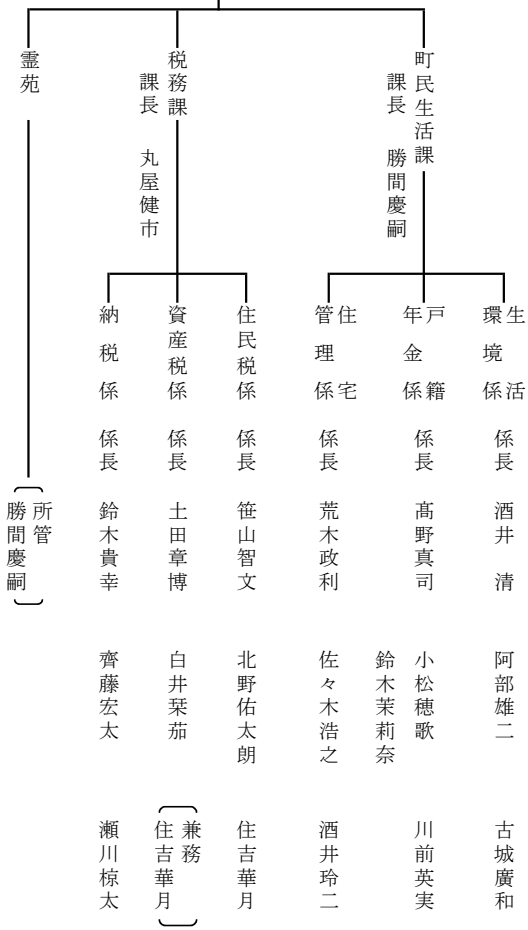 町民生活課
課長　勝間慶嗣
生活環境係　係長　酒井　清　阿部雄二　古城廣和
戸籍年金係　係長　髙野真司　小松穂歌　川前英実
鈴木茉莉奈
住宅管理係　係長　荒木政利　佐々木浩之　酒井玲二
税務課
課長　丸屋健市
住民税係　係長　笹山智文　北野佑太朗　住吉華月
資産税係　係長　土田章博　白井栞茄　兼務
住吉華月
納税係　係長　鈴木貴幸　齊藤宏太　瀬川椋太
霊苑
所管
勝間慶嗣